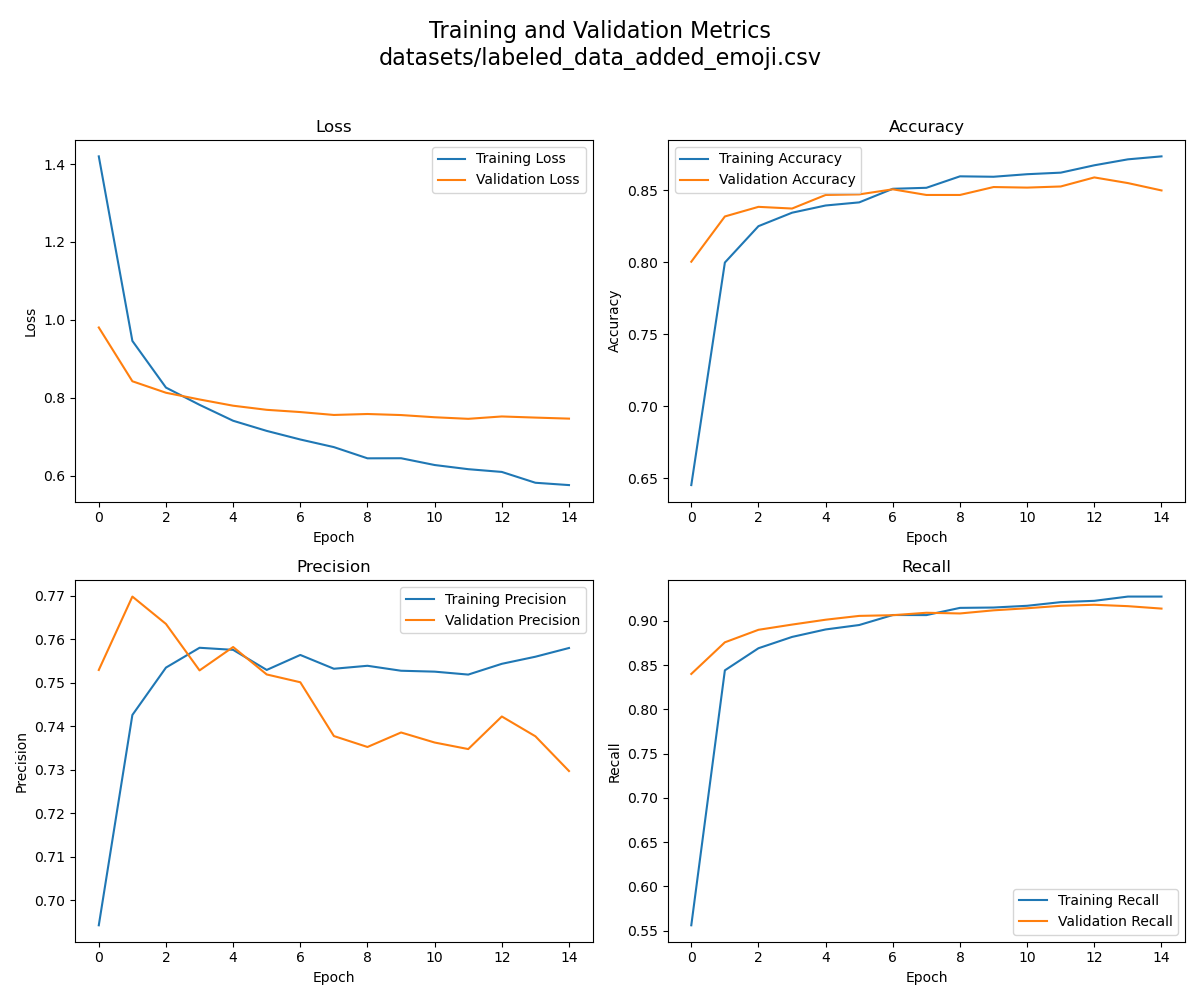 Training and Validation Metrics
datasets/labeled_data_added_emoji.csv
Loss
Training Loss
Validation Loss
1.4
1.2
1.0
0.8
0.6
Loss
0 2 4 6 8 10 12 14
Epoch
Accuracy
Training Accuracy
Validation Accuracy
0.85
0.80
0.75
0.70
0.65
Accuracy
0 2 4 6 8 10 12 14
Epoch
Precision
Training Precision
Validation Precision
0.77
0.76
0.75
0.74
0.73
0.72
0.71
0.70
Precision
0 2 4 6 8 10 12 14
Epoch
Recall
0.90
0.85
0.80
0.75
0.70
0.65
0.60
0.55
Recall
Training Recall
Validation Recall
0 2 4 6 8 10 12 14
Epoch